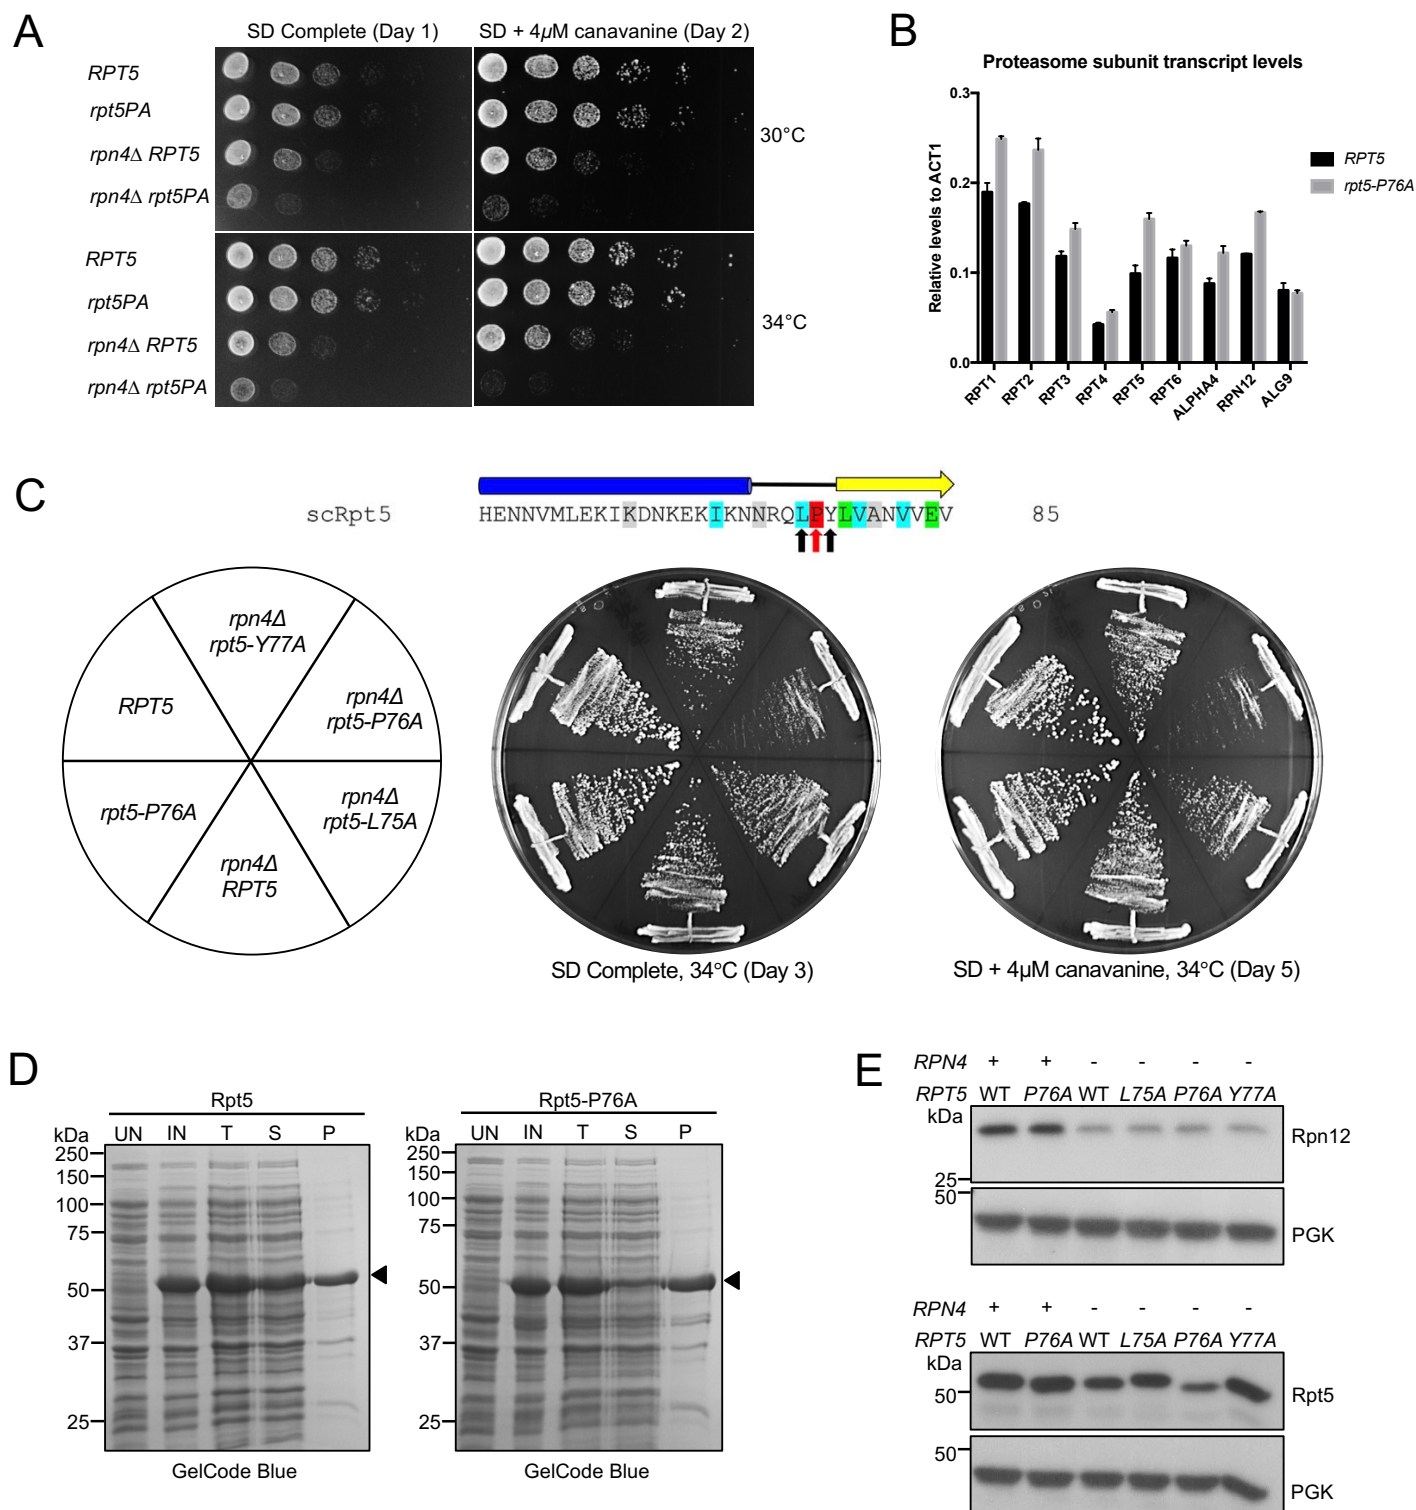 A
SD Complete (Day 1)
SD + 4µM canavanine (Day 2)
RPT5
rpt5PA
rpn4Δ RPT5
rpn4Δ rpt5PA
30°C
RPT5
rpt5PA
rpn4Δ RPT5
rpn4Δ rpt5PA
34°C
B
Proteasome subunit transcript levels
Relative levels to ACT1
0.3
0.2
0.1
0.0
RPT1
RPT2
RPT3
RPT4
RPT5
RPT6
ALPHA4
RPN12
ALG9
RPT5
rpt5-P76A
C
scRpt5 HENNVMLEKIKDNKEKIKNNRQLPYLVANVVEV 85
rpn4Δ
rpt5-Y77A
RPT5
rpn4Δ
rpt5-P76A
rpt5-P76A
rpn4Δ
rpt5-L75A
rpn4Δ
RPT5
SD Complete, 34°C (Day 3)
SD + 4µM canavanine, 34°C (Day 5)
D
Rpt5
kDa UN IN T S P
250
150
100
75
50
37
25
GelCode Blue
Rpt5-P76A
kDa UN IN T S P
250
150
100
75
50
37
25
GelCode Blue
E
RPN4 + + - - - -
RPT5 WT P76A WT L75A P76A Y77A
kDa
Rpn12
25
50
PGK
RPN4 + + - - - -
RPT5 WT P76A WT L75A P76A Y77A
kDa
50
Rpt5
50
PGK